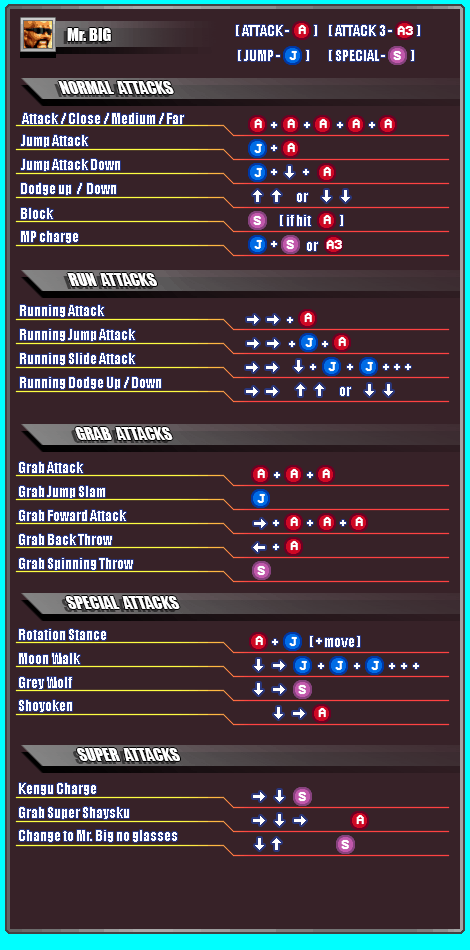 Mr. BIG
[ ATTACK - A ] [ ATTACK 3 - A3 ]
[ JUMP - J ] [ SPECIAL - S ]
NORMAL ATTACKS
Attack / Close / Medium / Far A + A + A + A + A
Jump Attack J + A
Jump Attack Down J + ↓ + A
Dodge up / Down ↑ ↑ or ↓ ↓
Block S [ if hit A ]
MP charge J + S or A3
RUN ATTACKS
Running Attack → → + A
Running Jump Attack → → + J + A
Running Slide Attack → → ↓ + J + J + + +
Running Dodge Up / Down → → ↑ ↑ or ↓ ↓
GRAB ATTACKS
Grab Attack A + A + A
Grab Jump Slam J
Grab Foward Attack → + A + A + A
Grab Back Throw ← + A
Grab Spinning Throw S
SPECIAL ATTACKS
Rotation Stance A + J [ + move ]
Moon Walk ↓ → J + J + J + + +
Grey Wolf ↓ → S
Shoyoken ↓ → A
SUPER ATTACKS
Kengu Charge → ↓ S
Grab Super Shaysku → ↓ → A
Change to Mr. Big no glasses ↓ ↑ S